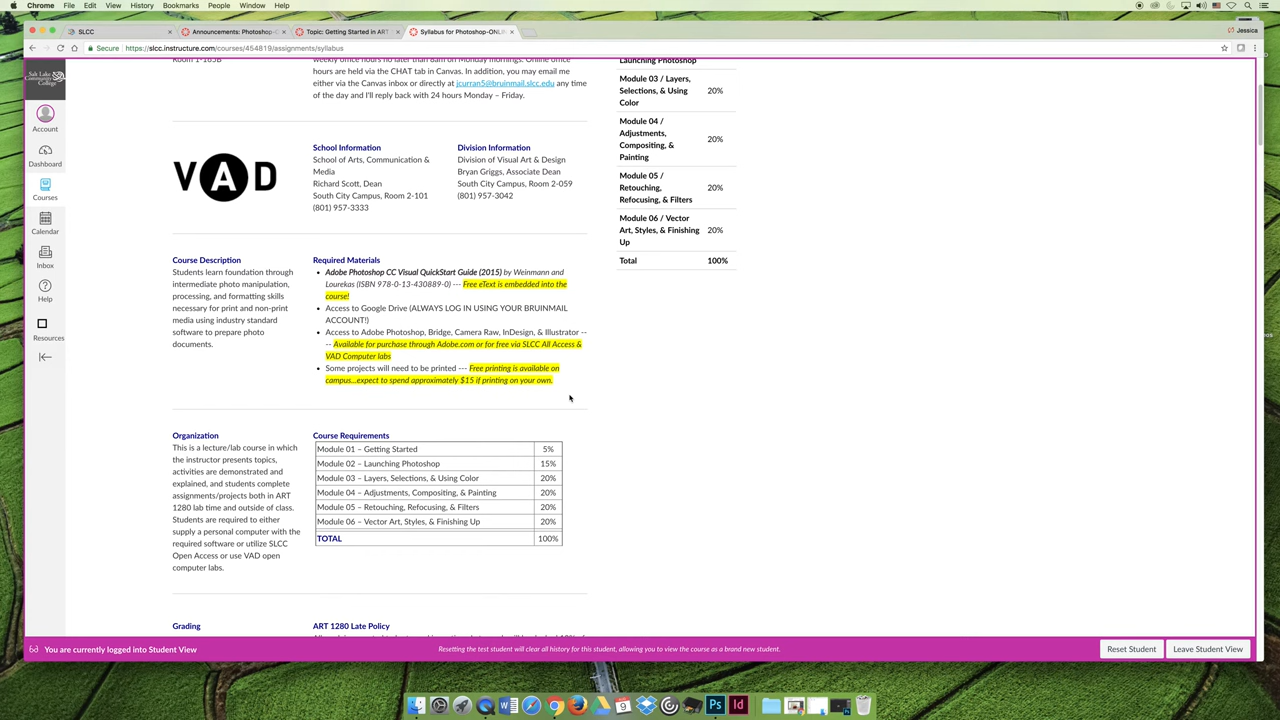 Chrome File Edit View History Bookmarks People Window Help
SLCC
Announcements: Photoshop-O
Topic: Getting Started in ART
Syllabus for Photoshop-ONLI
Jessica
Secure https://slcc.instructure.com/courses/454819/assignments/syllabus
Salt Lake
Community
College
Account
Dashboard
Courses
Calendar
Inbox
Help
Resources
Room 1-163B
weekly office hours no later than 8am on Monday mornings. Online office
hours are held via the CHAT tab in Canvas. In addition, you may email me
either via the Canvas inbox or directly at jcurran5@bruinmail.slcc.edu any time
of the day and I'll reply back with 24 hours Monday – Friday.
VAD
School Information
School of Arts, Communication &
Media
Richard Scott, Dean
South City Campus, Room 2-101
(801) 957-3333
Division Information
Division of Visual Art & Design
Bryan Griggs, Associate Dean
South City Campus, Room 2-059
(801) 957-3042
Course Description
Students learn foundation through
intermediate photo manipulation,
processing, and formatting skills
necessary for print and non-print
media using industry standard
software to prepare photo
documents.
Required Materials
• Adobe Photoshop CC Visual QuickStart Guide (2015) by Weinmann and
Lourekas (ISBN 978-0-13-430889-0) --- Free eText is embedded into the
course!
• Access to Google Drive (ALWAYS LOG IN USING YOUR BRUINMAIL
ACCOUNT!)
• Access to Adobe Photoshop, Bridge, Camera Raw, InDesign, & Illustrator --
-- Available for purchase through Adobe.com or for free via SLCC All Access &
VAD Computer labs
• Some projects will need to be printed --- Free printing is available on
campus...expect to spend approximately $15 if printing on your own.
Organization
This is a lecture/lab course in which
the instructor presents topics,
activities are demonstrated and
explained, and students complete
assignments/projects both in ART
1280 lab time and outside of class.
Students are required to either
supply a personal computer with the
required software or utilize SLCC
Open Access or use VAD open
computer labs.
Course Requirements
Module 01 – Getting Started 5%
Module 02 – Launching Photoshop 15%
Module 03 – Layers, Selections, & Using Color 20%
Module 04 – Adjustments, Compositing, & Painting 20%
Module 05 – Retouching, Refocusing, & Filters 20%
Module 06 – Vector Art, Styles, & Finishing Up 20%
TOTAL 100%
Grading
ART 1280 Late Policy
Launching Photoshop
Module 03 / Layers,
Selections, & Using 20%
Color
Module 04 /
Adjustments,
Compositing, & 20%
Painting
Module 05 /
Retouching, 20%
Refocusing, & Filters
Module 06 / Vector
Art, Styles, & Finishing 20%
Up
Total 100%
You are currently logged into Student View
Resetting the test student will clear all history for this student, allowing you to view the course as a brand new student.
Reset Student
Leave Student View
9
Ps
Id